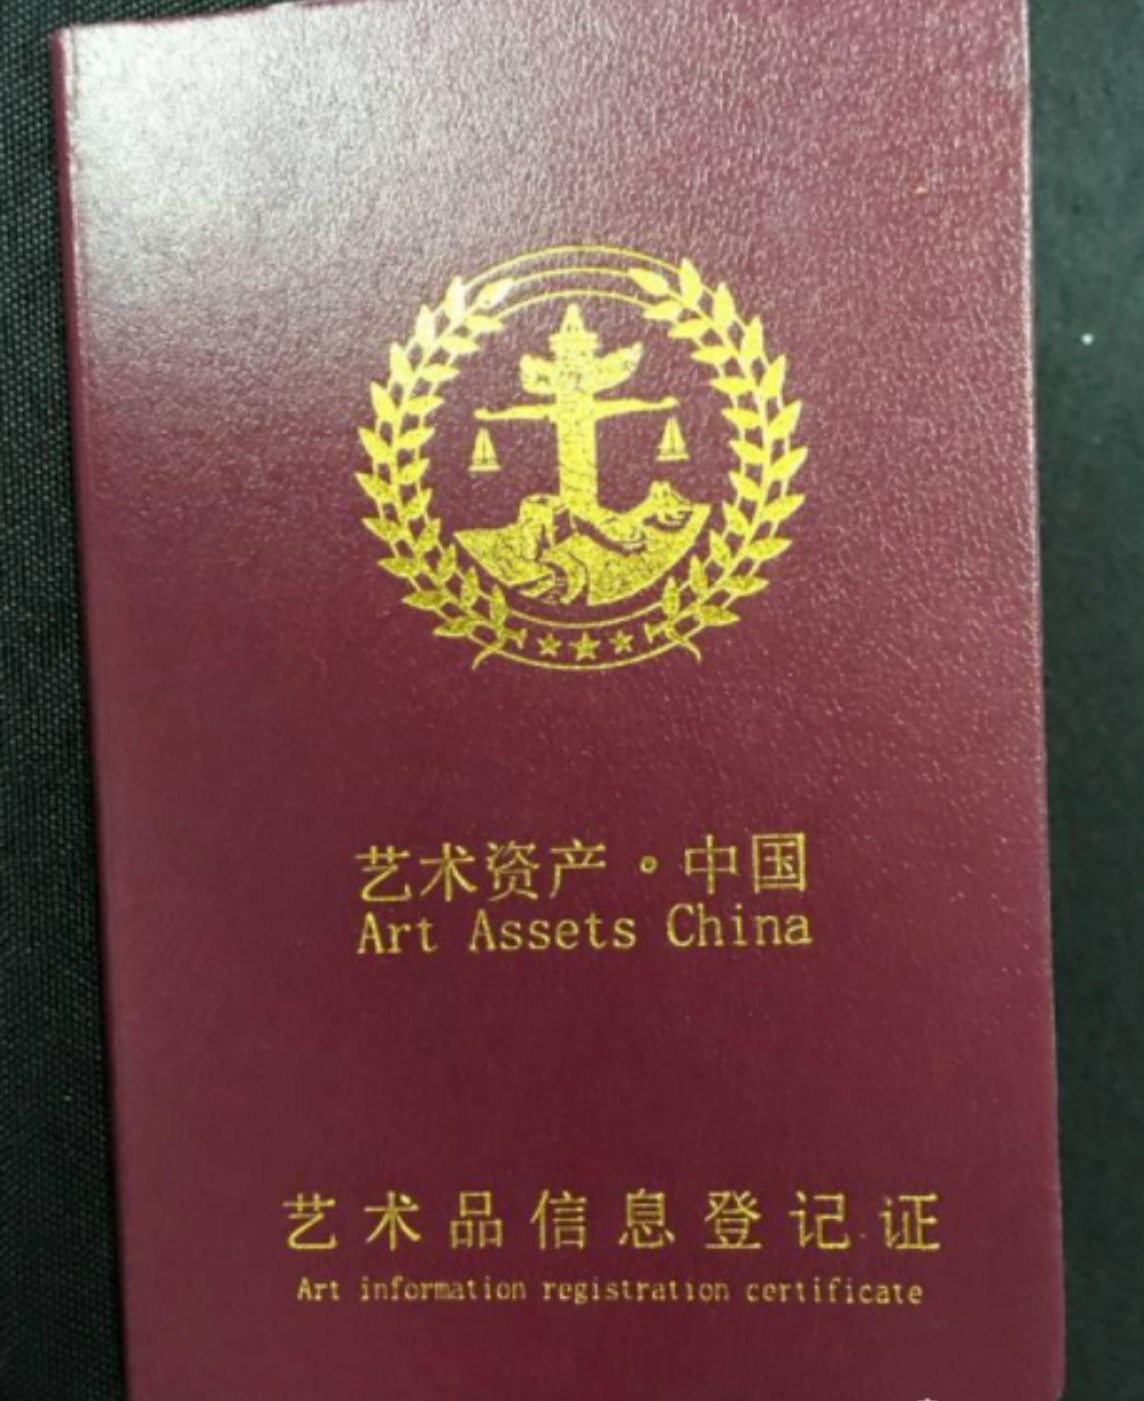 艺术资产·中国
Art Assets China
艺术品信息登记证
Art information registration certificate